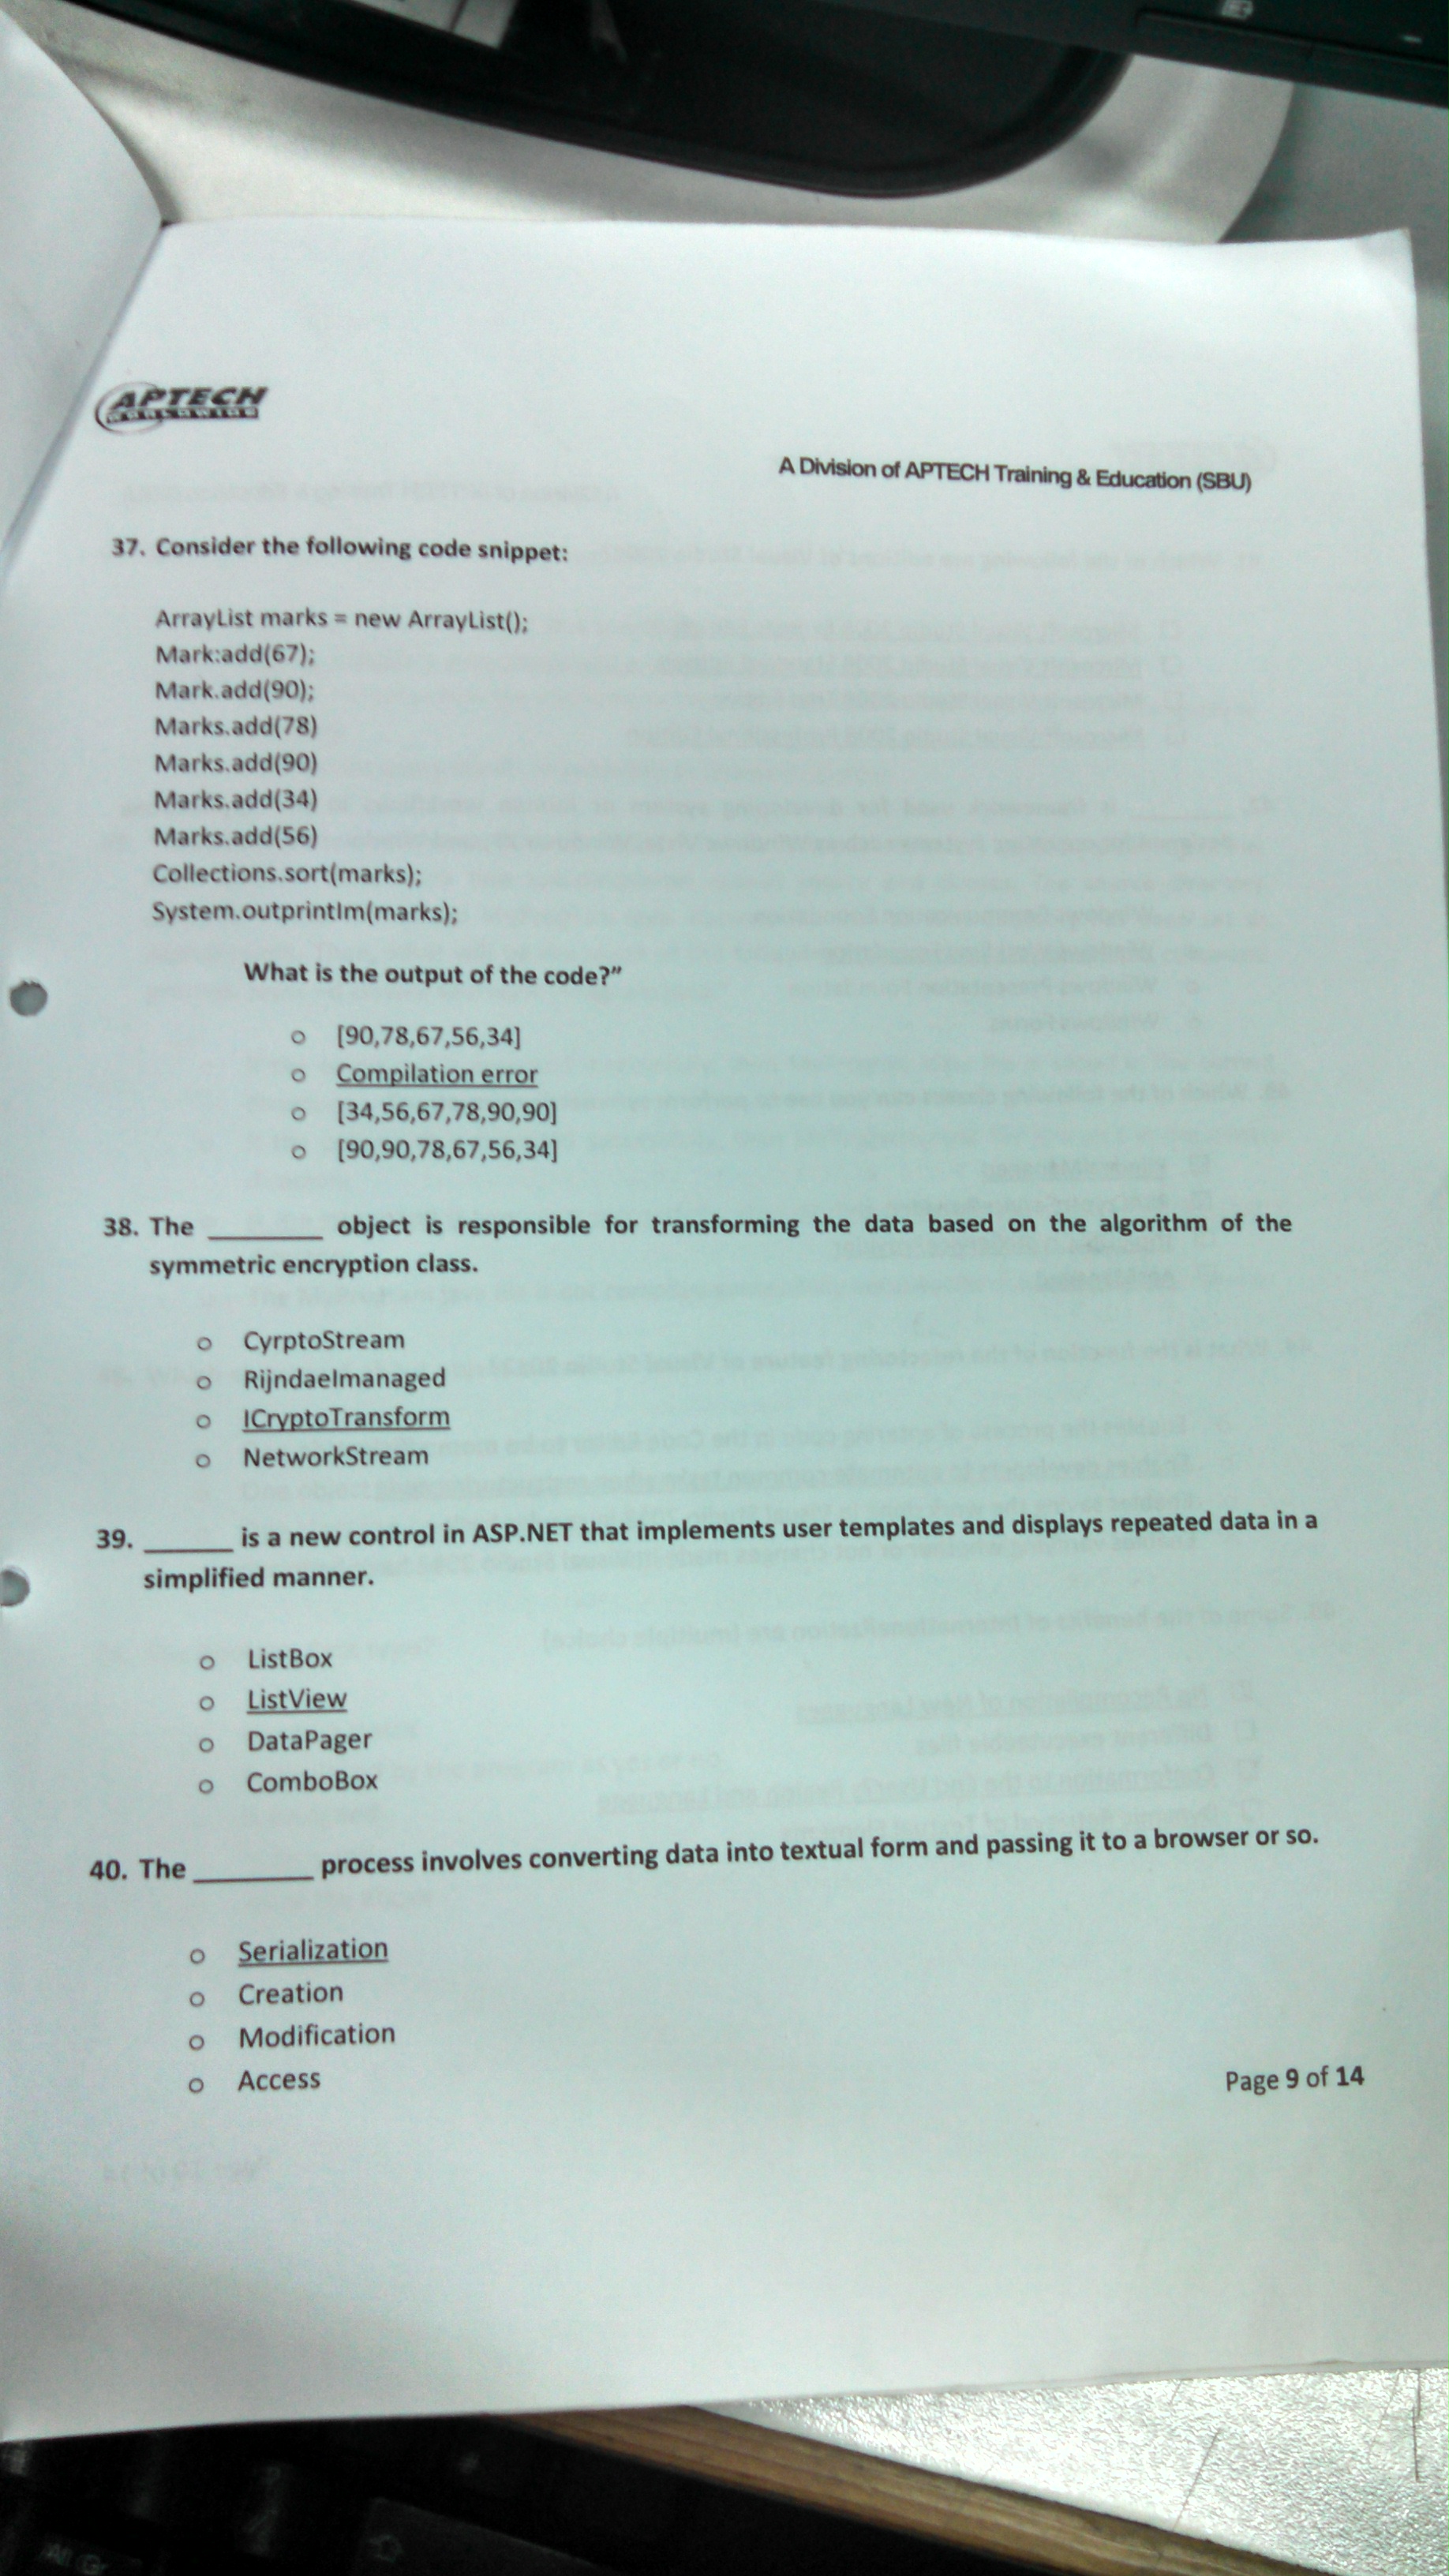 APTECH
WORLDWIDE
A Division of APTECH Training & Education (SBU)
37. Consider the following code snippet:
ArrayList marks = new ArrayList();
Mark:add(67);
Mark.add(90);
Marks.add(78)
Marks.add(90)
Marks.add(34)
Marks.add(56)
Collections.sort(marks);
System.outprintlm(marks);
What is the output of the code?”
o [90,78,67,56,34]
o Compilation error
o [34,56,67,78,90,90]
o [90,90,78,67,56,34]
38. The ________ object is responsible for transforming the data based on the algorithm of the
symmetric encryption class.
o CyrptoStream
o Rijndaelmanaged
o ICryptoTransform
o NetworkStream
39. ______ is a new control in ASP.NET that implements user templates and displays repeated data in a
simplified manner.
o ListBox
o ListView
o DataPager
o ComboBox
40. The ________ process involves converting data into textual form and passing it to a browser or so.
o Serialization
o Creation
o Modification
o Access
Page 9 of 14
Alt Gr